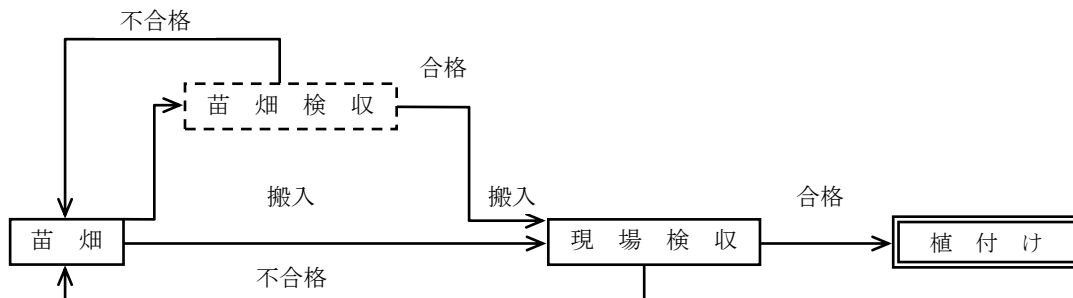 不合格
合格
苗畑検収
搬入
搬入
合格
苗畑
現場検収
植付け
不合格